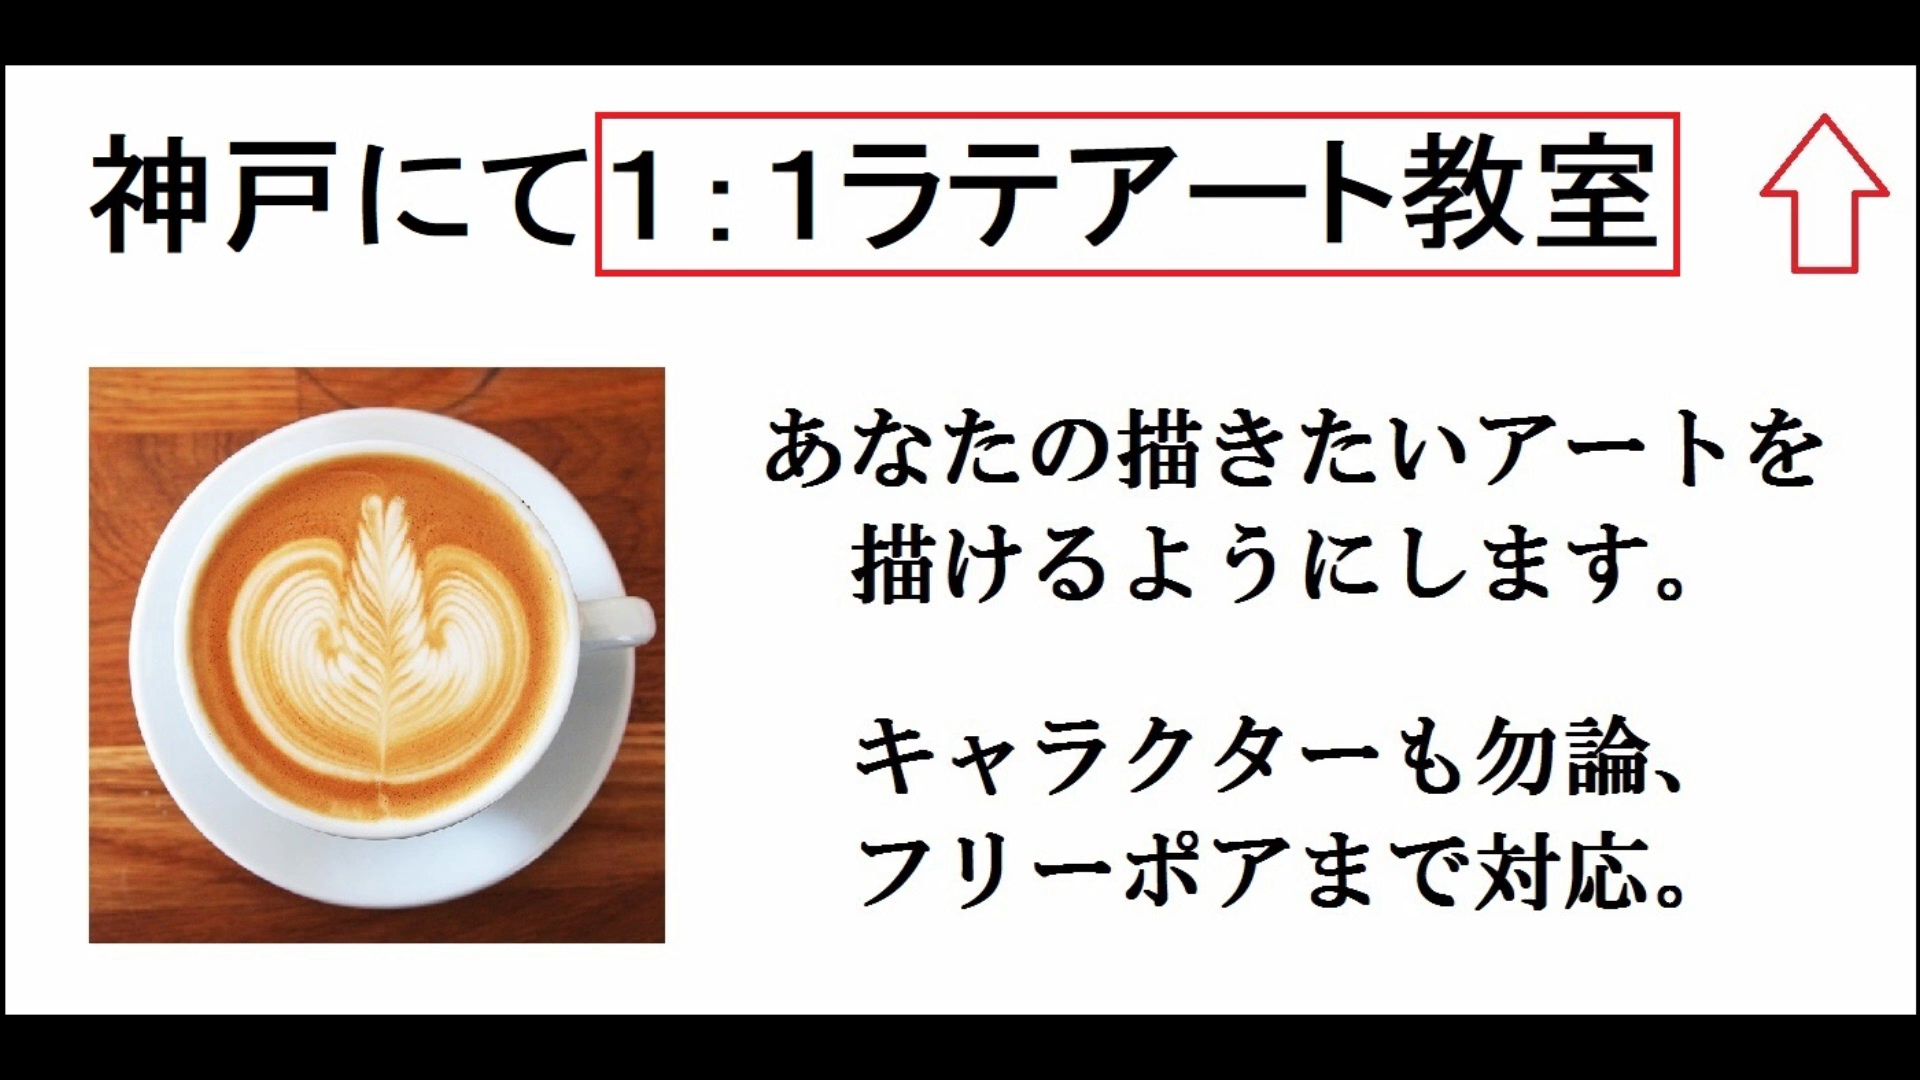 神戸にて１：１ラテアート教室
あなたの描きたいアートを
描けるようにします。
キャラクターも勿論、
フリーポアまで対応。